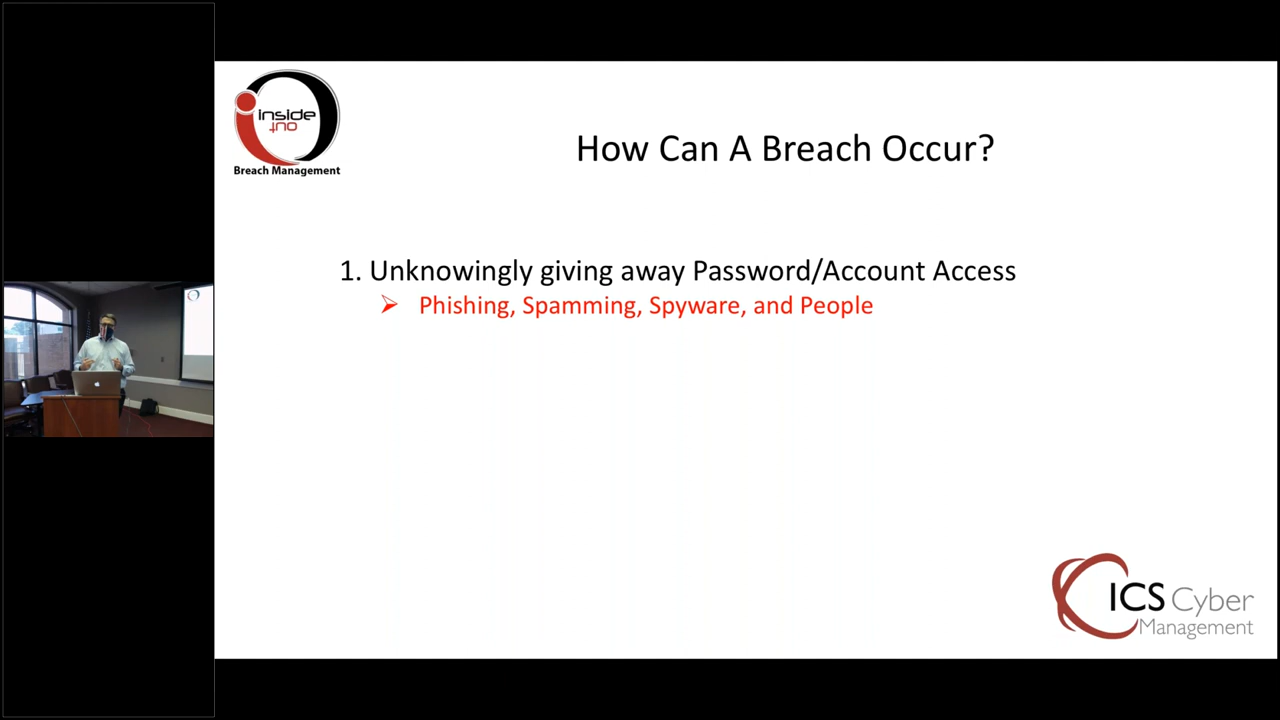 inside
out
Breach Management
How Can A Breach Occur?
1. Unknowingly giving away Password/Account Access
Phishing, Spamming, Spyware, and People
ICS Cyber
Management